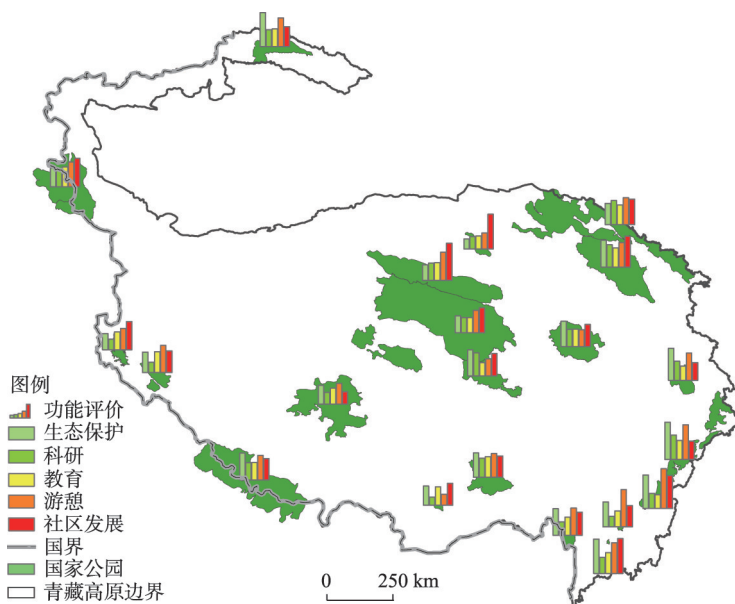 图例
功能评价
生态保护
科研
教育
游憩
社区发展
国界
国家公园
青藏高原边界
0 250 km